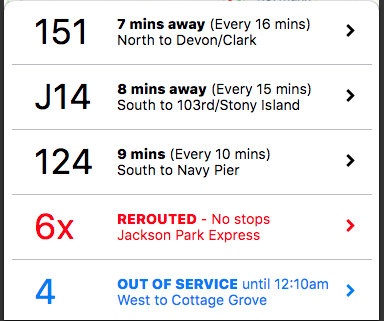 151
7 mins away (Every 16 mins)
North to Devon/Clark
J14
8 mins away (Every 15 mins)
South to 103rd/Stony Island
124
9 mins (Every 10 mins)
South to Navy Pier
6x
REROUTED - No stops
Jackson Park Express
4
OUT OF SERVICE until 12:10am
West to Cottage Grove